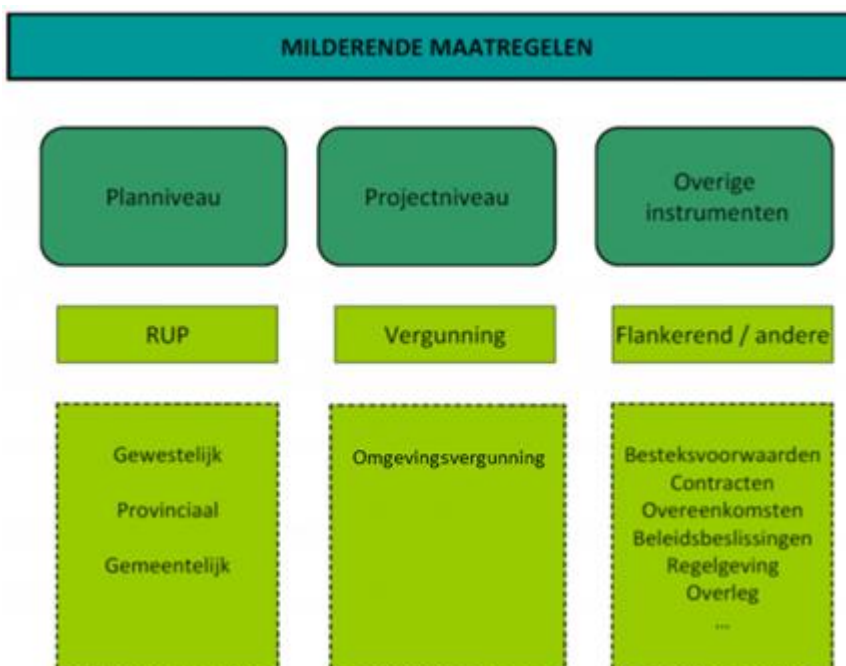 MILDERENDE MAATREGELEN
Planniveau
Projectniveau
Overige
instrumenten
RUP
Vergunning
Flankerend / andere
Gewestelijk
Provinciaal
Gemeentelijk
Omgevingsvergunning
Besteksvoorwaarden
Contracten
Overeenkomsten
Beleidsbeslissingen
Regelgeving
Overleg
...